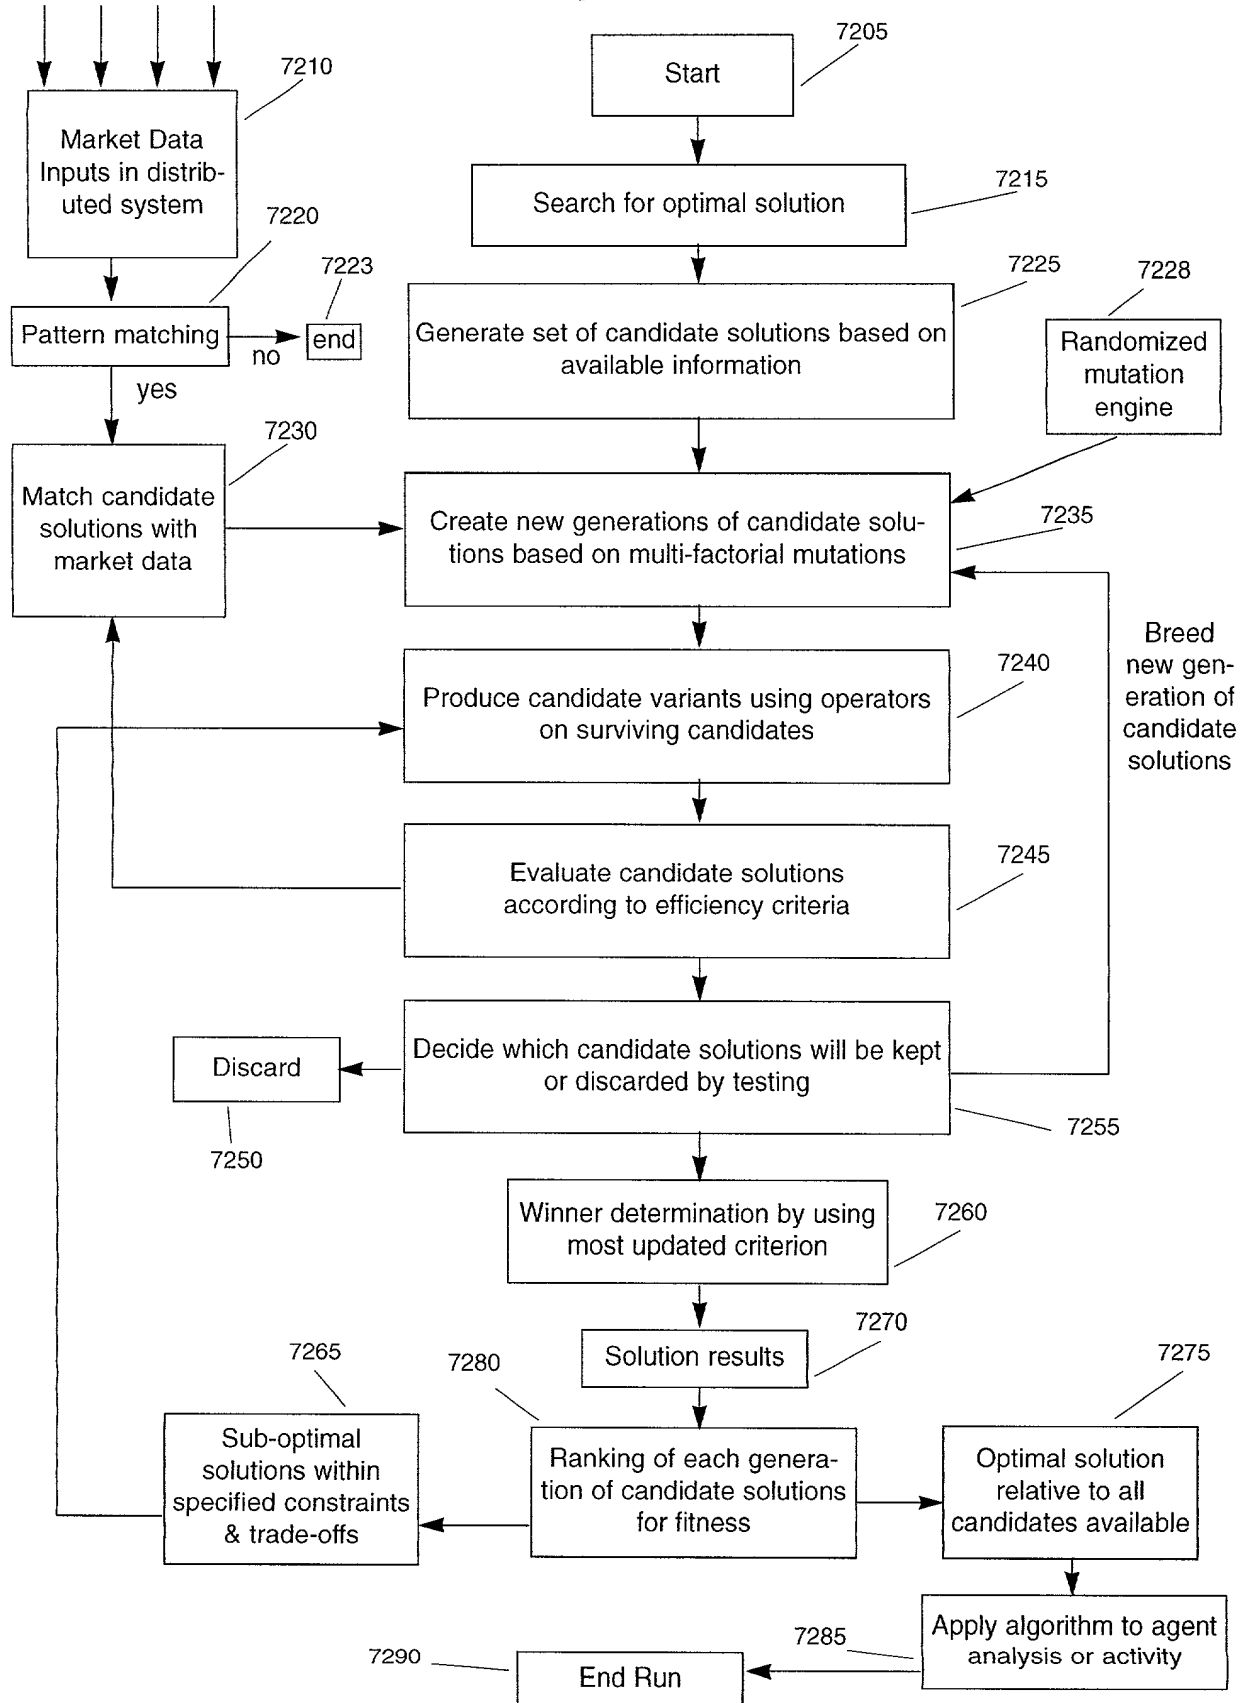 7205
Start
7210
Market Data
Inputs in distrib-
uted system
7215
Search for optimal solution
7220
7223
Pattern matching
no
end
yes
7225
Generate set of candidate solutions based on
available information
7228
Randomized
mutation
engine
7230
Match candidate
solutions with
market data
7235
Create new generations of candidate solu-
tions based on multi-factorial mutations
Breed
new gen-
eration of
candidate
solutions
7240
Produce candidate variants using operators
on surviving candidates
7245
Evaluate candidate solutions
according to efficiency criteria
Discard
7250
Decide which candidate solutions will be kept
or discarded by testing
7255
Winner determination by using
most updated criterion
7260
7270
Solution results
7265
Sub-optimal
solutions within
specified constraints
& trade-offs
7280
Ranking of each genera-
tion of candidate solutions
for fitness
7275
Optimal solution
relative to all
candidates available
Apply algorithm to agent
analysis or activity
7285
7290
End Run